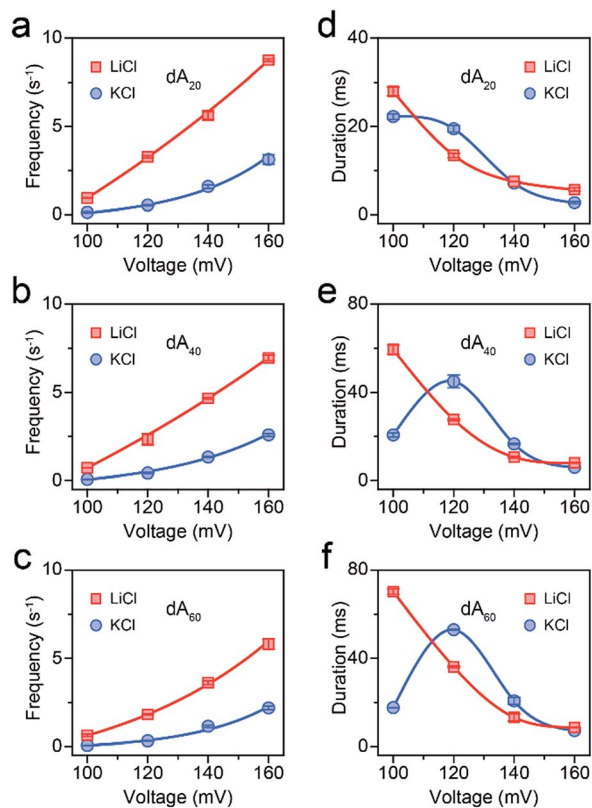 a
Frequency (s⁻¹)
10
5
0
LiCl
KCl
dA₂₀
100 120 140 160
Voltage (mV)
d
Duration (ms)
40
20
0
dA₂₀
LiCl
KCl
100 120 140 160
Voltage (mV)
b
Frequency (s⁻¹)
10
5
0
LiCl
KCl
dA₄₀
100 120 140 160
Voltage (mV)
e
Duration (ms)
80
40
0
dA₄₀
LiCl
KCl
100 120 140 160
Voltage (mV)
c
Frequency (s⁻¹)
10
5
0
LiCl
KCl
dA₆₀
100 120 140 160
Voltage (mV)
f
Duration (ms)
80
40
0
dA₆₀
LiCl
KCl
100 120 140 160
Voltage (mV)